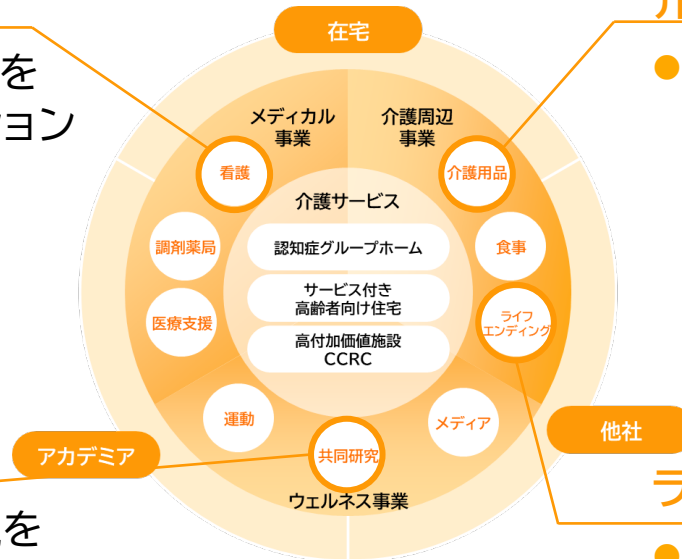 在宅
を
ション
メディカル
事業
介護周辺
事業
看護
介護用品
介護サービス
調剤薬局
認知症グループホーム
食事
サービス付き
高齢者向け住宅
医療支援
ライフ
エンディング
高付加価値施設
CCRC
運動
メディア
他社
アカデミア
共同研究
ウェルネス事業
を